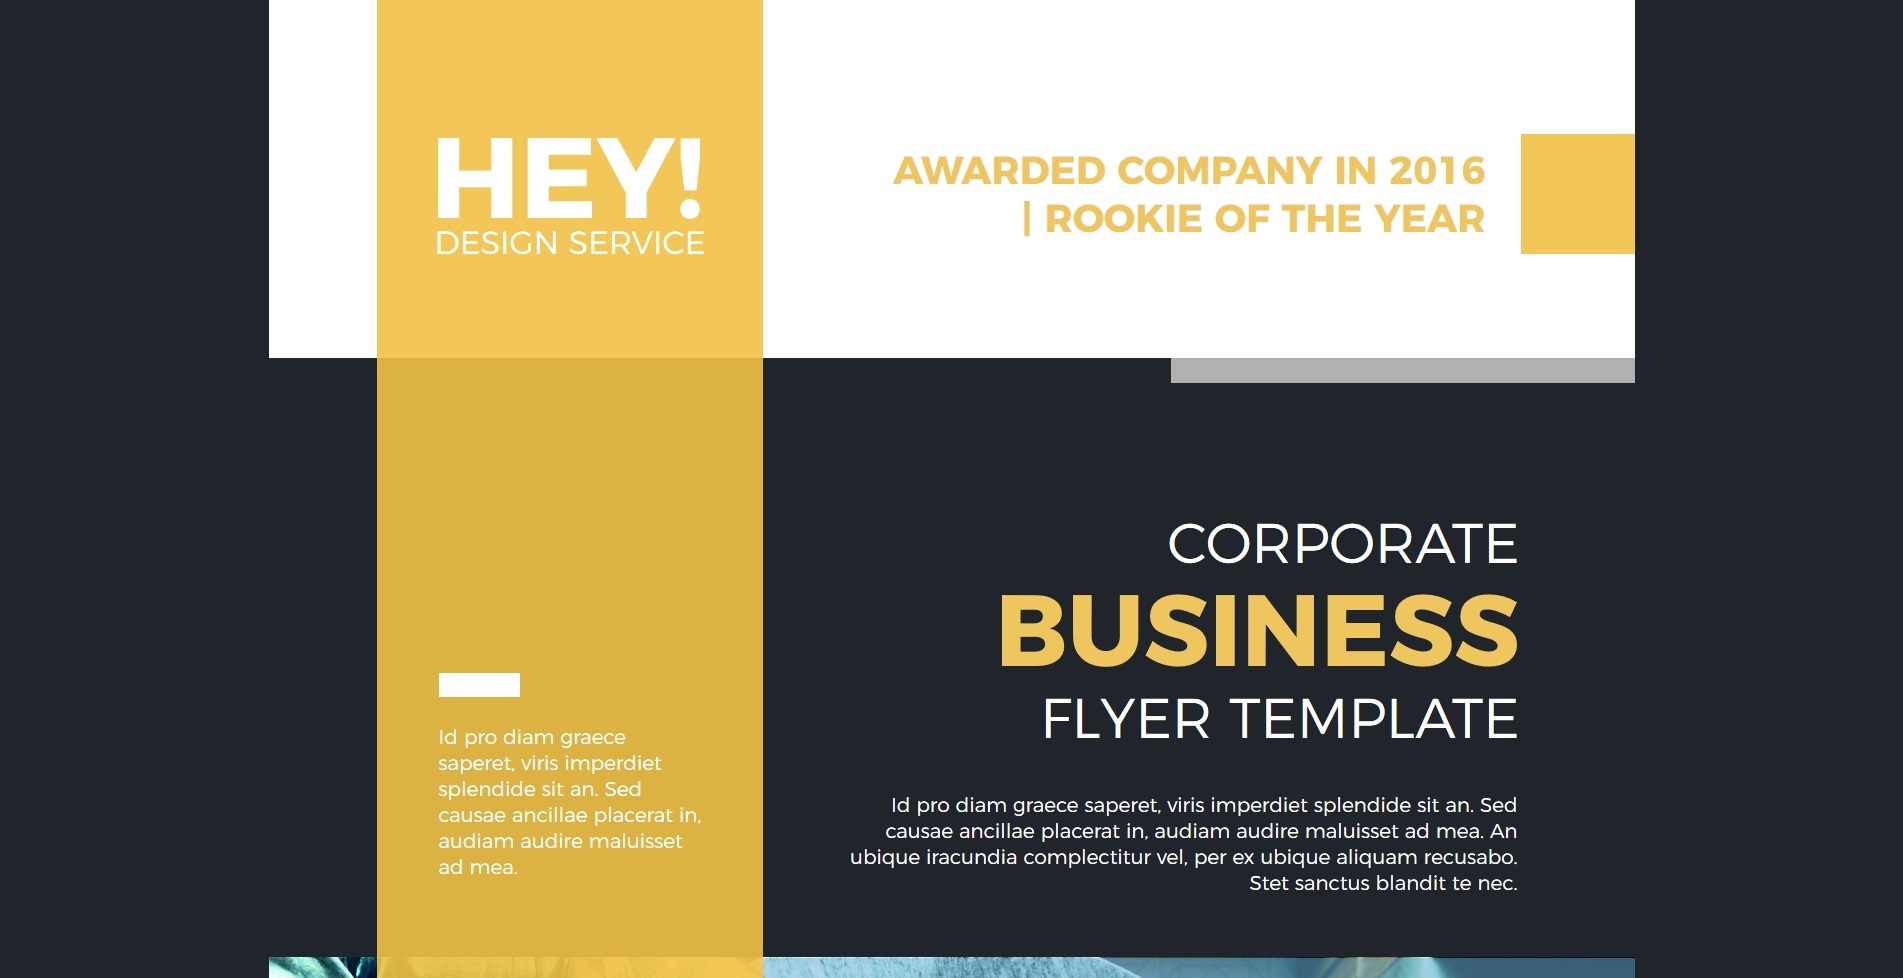 HEY!
DESIGN SERVICE
AWARDED COMPANY IN 2016
| ROOKIE OF THE YEAR
CORPORATE
BUSINESS
FLYER TEMPLATE
Id pro diam graece
saperet, viris imperdiet
splendide sit an. Sed
causae ancillae placerat in,
audiam audire maluisset
ad mea.
Id pro diam graece saperet, viris imperdiet splendide sit an. Sed
causae ancillae placerat in, audiam audire maluisset ad mea. An
ubique iracundia complectitur vel, per ex ubique aliquam recusabo.
Stet sanctus blandit te nec.